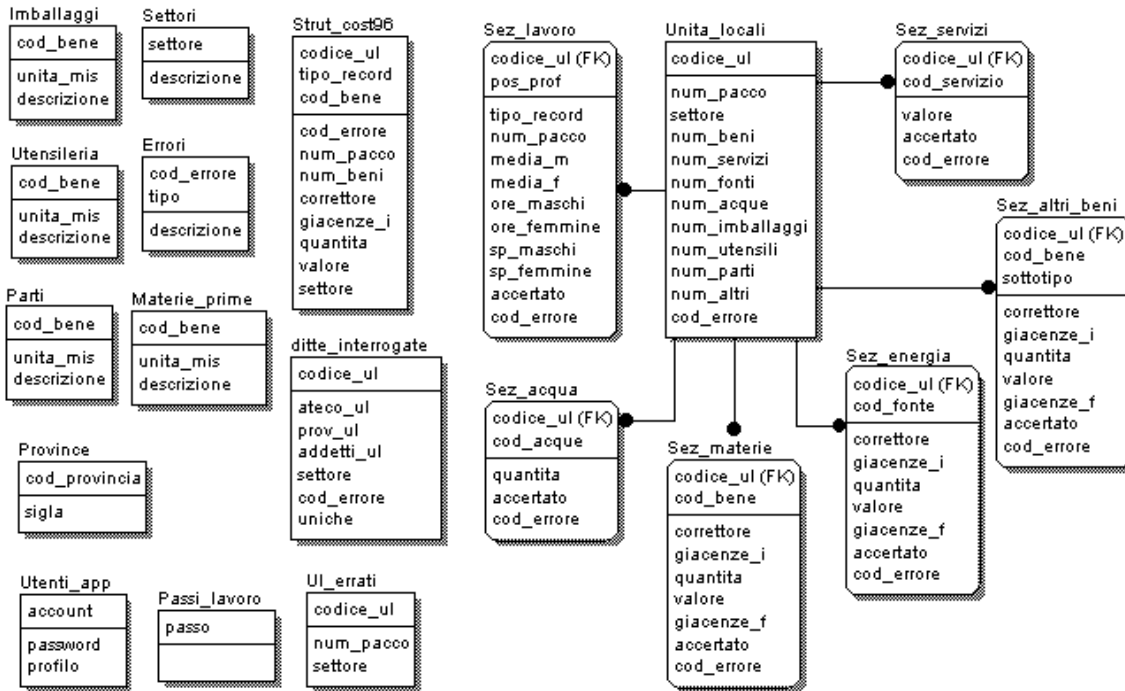 Imballaggi
cod_bene
unita_mis
descrizione
Settori
settore
descrizione
Strut_cost96
codice_ul
tipo_record
cod_bene
cod_errore
num_pacco
num_beni
correttore
giacenze_i
quantita
valore
settore
Sez_lavoro
codice_ul (FK)
pos_prof
tipo_record
num_pacco
media_m
media_f
ore_maschi
ore_femmine
sp_maschi
sp_femmine
accertato
cod_errore
Unita_locali
codice_ul
num_pacco
settore
num_beni
num_servizi
num_fonti
num_acque
num_imballaggi
num_utensili
num_parti
num_altri
cod_errore
Sez_servizi
codice_ul (FK)
cod_servizio
valore
accertato
cod_errore
Utensileria
cod_bene
unita_mis
descrizione
Errori
cod_errore
tipo
descrizione
Sez_altri_beni
codice_ul (FK)
cod_bene
sottotipo
correttore
giacenze_i
quantita
valore
giacenze_f
accertato
cod_errore
Parti
cod_bene
unita_mis
descrizione
Materie_prime
cod_bene
unita_mis
descrizione
ditte_interrogate
codice_ul
ateco_ul
prov_ul
addetti_ul
settore
cod_errore
uniche
Sez_acqua
codice_ul (FK)
cod_acque
quantita
accertato
cod_errore
Sez_materie
codice_ul (FK)
cod_bene
correttore
giacenze_i
quantita
valore
giacenze_f
accertato
cod_errore
Sez_energia
codice_ul (FK)
cod_fonte
correttore
giacenze_i
quantita
valore
giacenze_f
accertato
cod_errore
Province
cod_provincia
sigla
Utenti_app
account
password
profilo
Passi_lavoro
passo
Ul_errati
codice_ul
num_pacco
settore